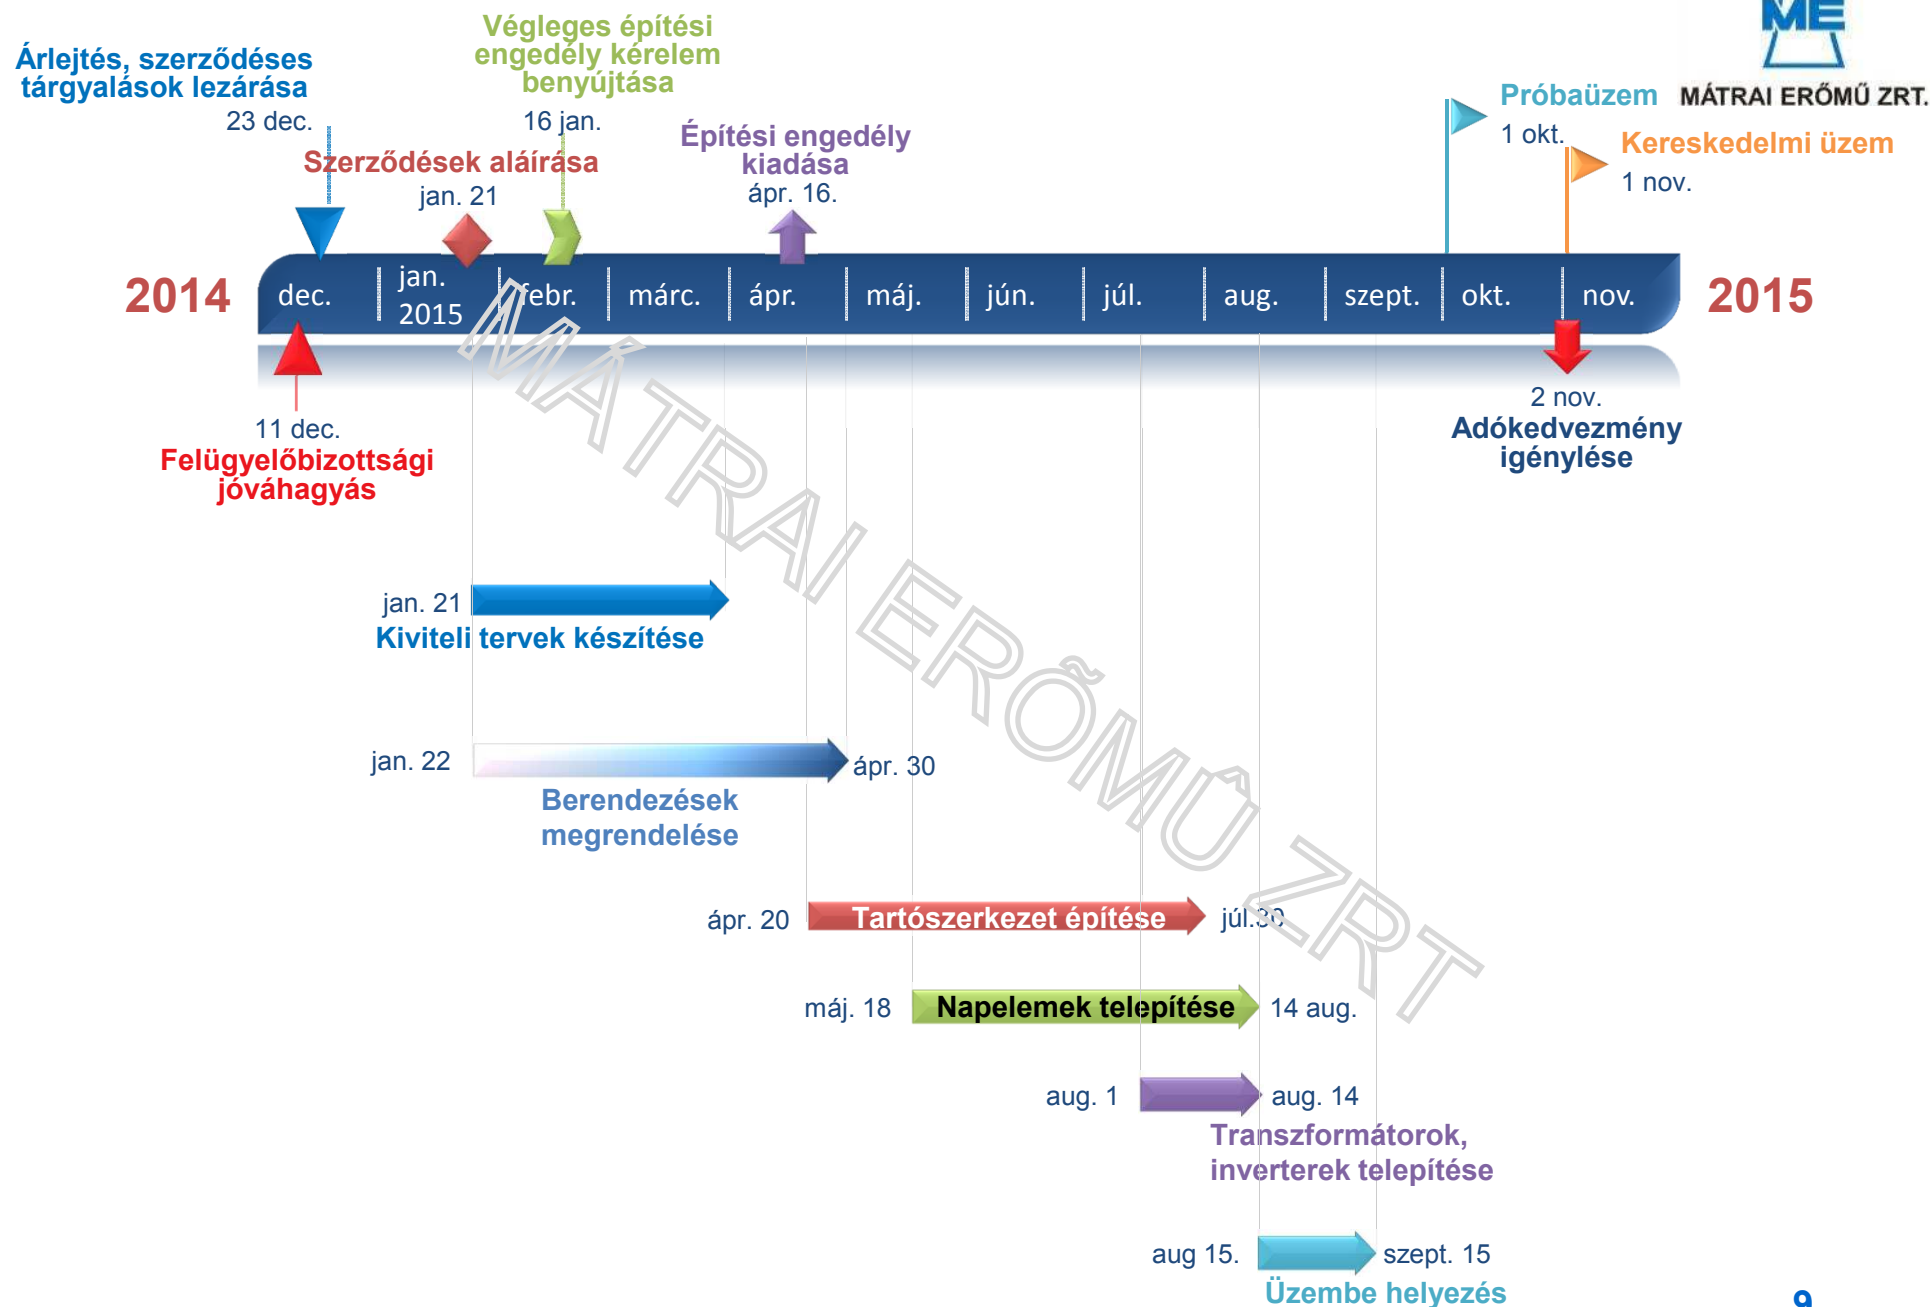 ME
MÁTRAI ERŐMŰ ZRT.
Árlejtés, szerződéses
tárgyalások lezárása
23 dec.
Végleges építési
engedély kérelem
benyújtása
16 jan.
Szerződések aláírása
jan. 21
Építési engedély
kiadása
ápr. 16.
Próbaüzem
1 okt.
Kereskedelmi üzem
1 nov.
2014
dec.
jan.
2015
febr.
márc.
ápr.
máj.
jún.
júl.
aug.
szept.
okt.
nov.
2015
11 dec.
Felügyelőbizottsági
jóváhagyás
2 nov.
Adókedvezmény
igénylése
MÁTRAI ERÕMÛ ZRT
jan. 21
Kiviteli tervek készítése
jan. 22
ápr. 30
Berendezések
megrendelése
ápr. 20
Tartószerkezet építése
júl.30
máj. 18
Napelemek telepítése
14 aug.
aug. 1
aug. 14
Transzformátorok,
inverterek telepítése
aug 15.
szept. 15
Üzembe helyezés
9